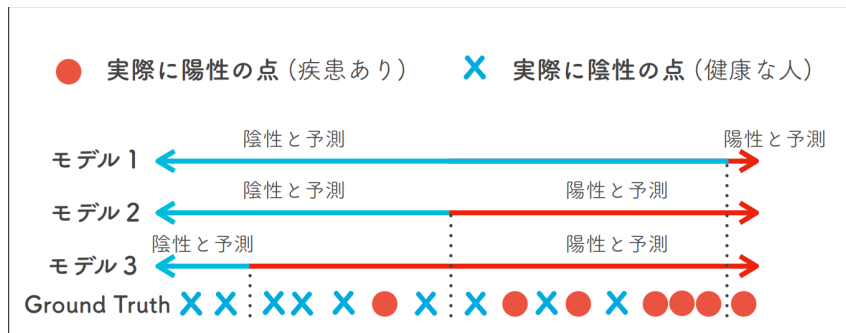 実際に陽性の点 (疾患あり) 実際に陰性の点 (健康な人)
陰性と予測 陽性と予測
モデル 1
陰性と予測 陽性と予測
モデル 2
陰性と予測 陽性と予測
モデル 3
Ground Truth